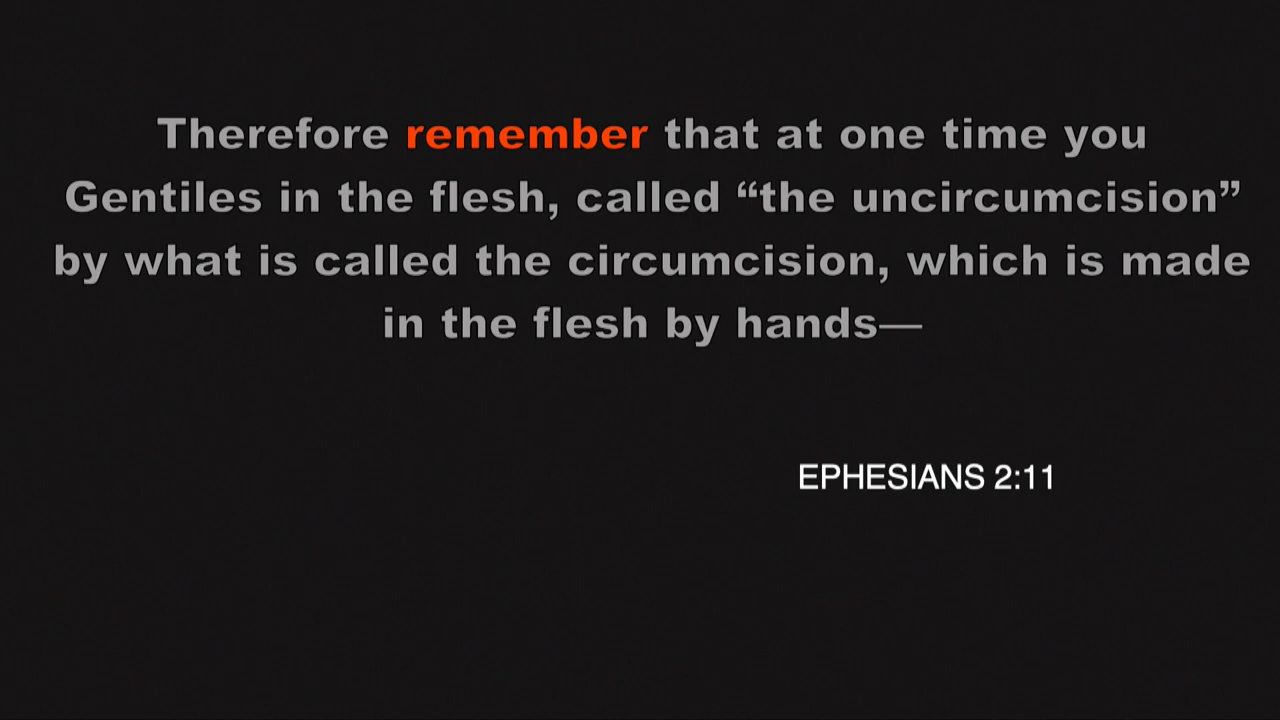 Therefore remember that at one time you
Gentiles in the flesh, called “the uncircumcision”
by what is called the circumcision, which is made
in the flesh by hands—
EPHESIANS 2:11